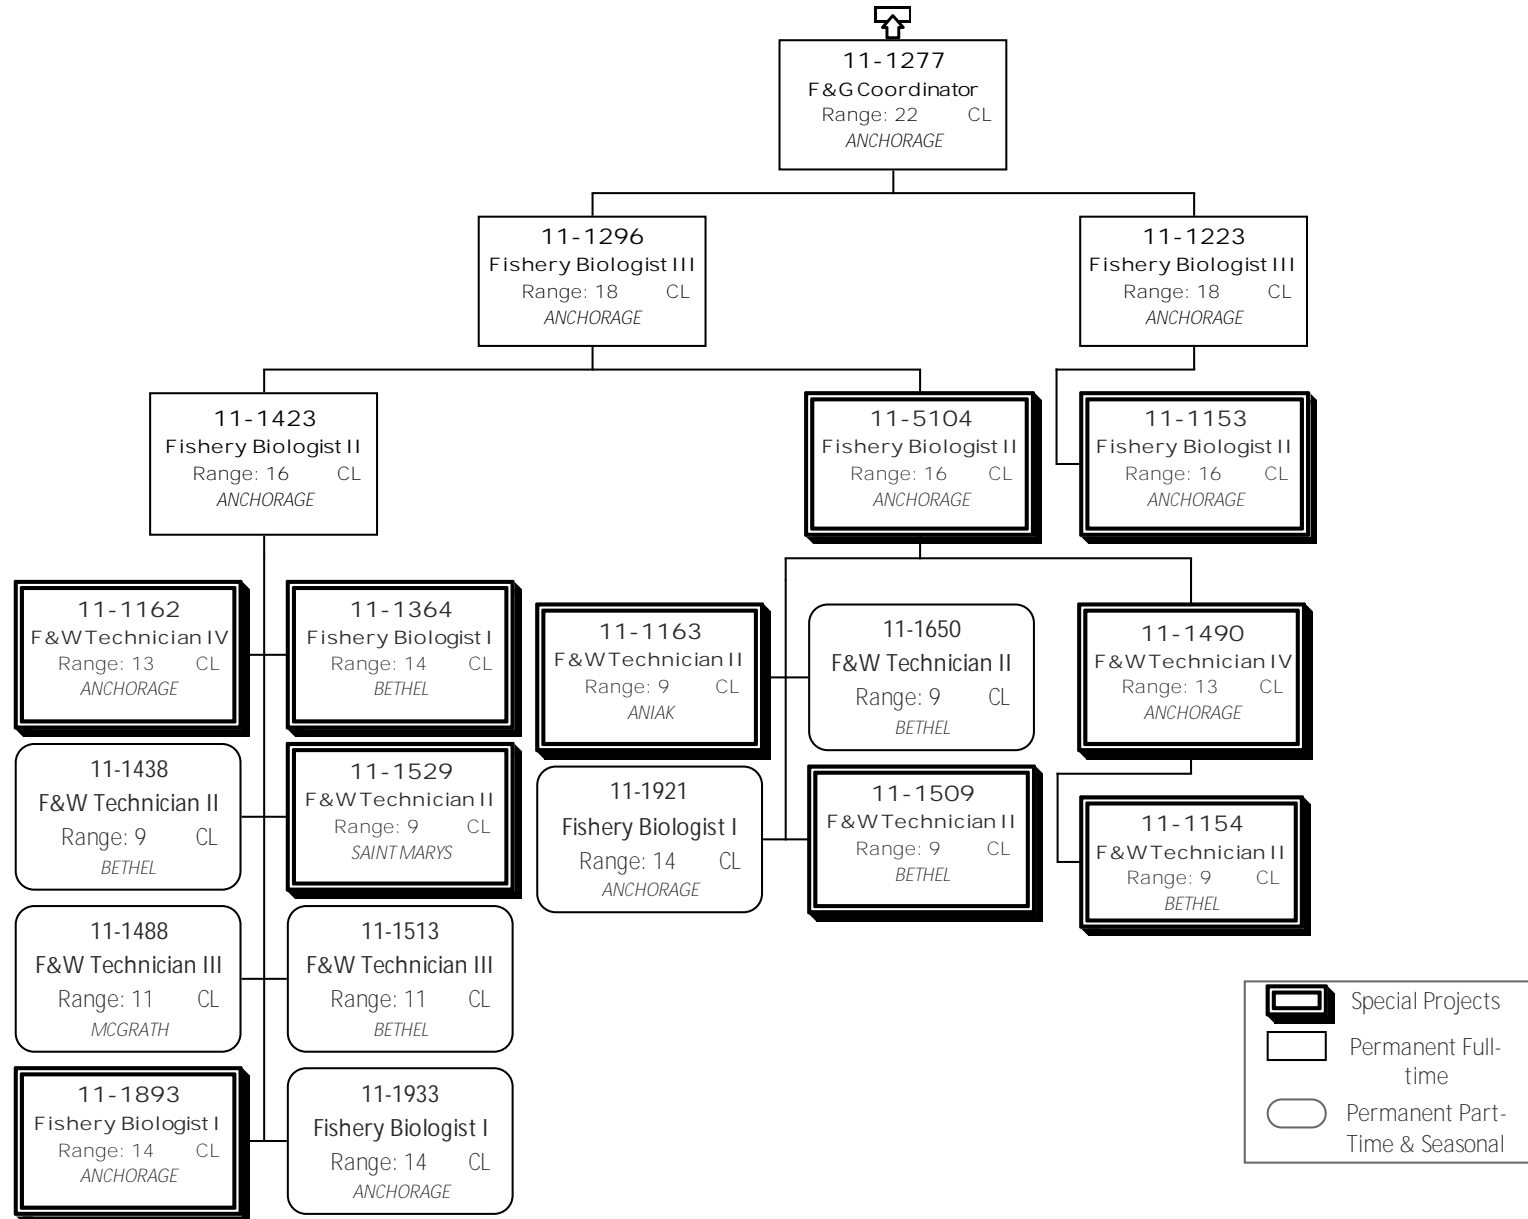 11-1277
F&G Coordinator
Range: 22 CL
ANCHORAGE
11-1296
Fishery Biologist III
Range: 18 CL
ANCHORAGE
11-1223
Fishery Biologist III
Range: 18 CL
ANCHORAGE
11-1423
Fishery Biologist II
Range: 16 CL
ANCHORAGE
11-5104
Fishery Biologist II
Range: 16 CL
ANCHORAGE
11-1153
Fishery Biologist II
Range: 16 CL
ANCHORAGE
11-1162
F&W Technician IV
Range: 13 CL
ANCHORAGE
11-1364
Fishery Biologist I
Range: 14 CL
BETHEL
11-1163
F&W Technician II
Range: 9 CL
ANIAK
11-1650
F&W Technician II
Range: 9 CL
BETHEL
11-1490
F&W Technician IV
Range: 13 CL
ANCHORAGE
11-1438
F&W Technician II
Range: 9 CL
BETHEL
11-1529
F&W Technician II
Range: 9 CL
SAINT MARYS
11-1921
Fishery Biologist I
Range: 14 CL
ANCHORAGE
11-1509
F&W Technician II
Range: 9 CL
BETHEL
11-1154
F&W Technician II
Range: 9 CL
BETHEL
11-1488
F&W Technician III
Range: 11 CL
MCGRATH
11-1513
F&W Technician III
Range: 11 CL
BETHEL
11-1893
Fishery Biologist I
Range: 14 CL
ANCHORAGE
11-1933
Fishery Biologist I
Range: 14 CL
ANCHORAGE
Special Projects
Permanent Full-
time
Permanent Part-
Time & Seasonal